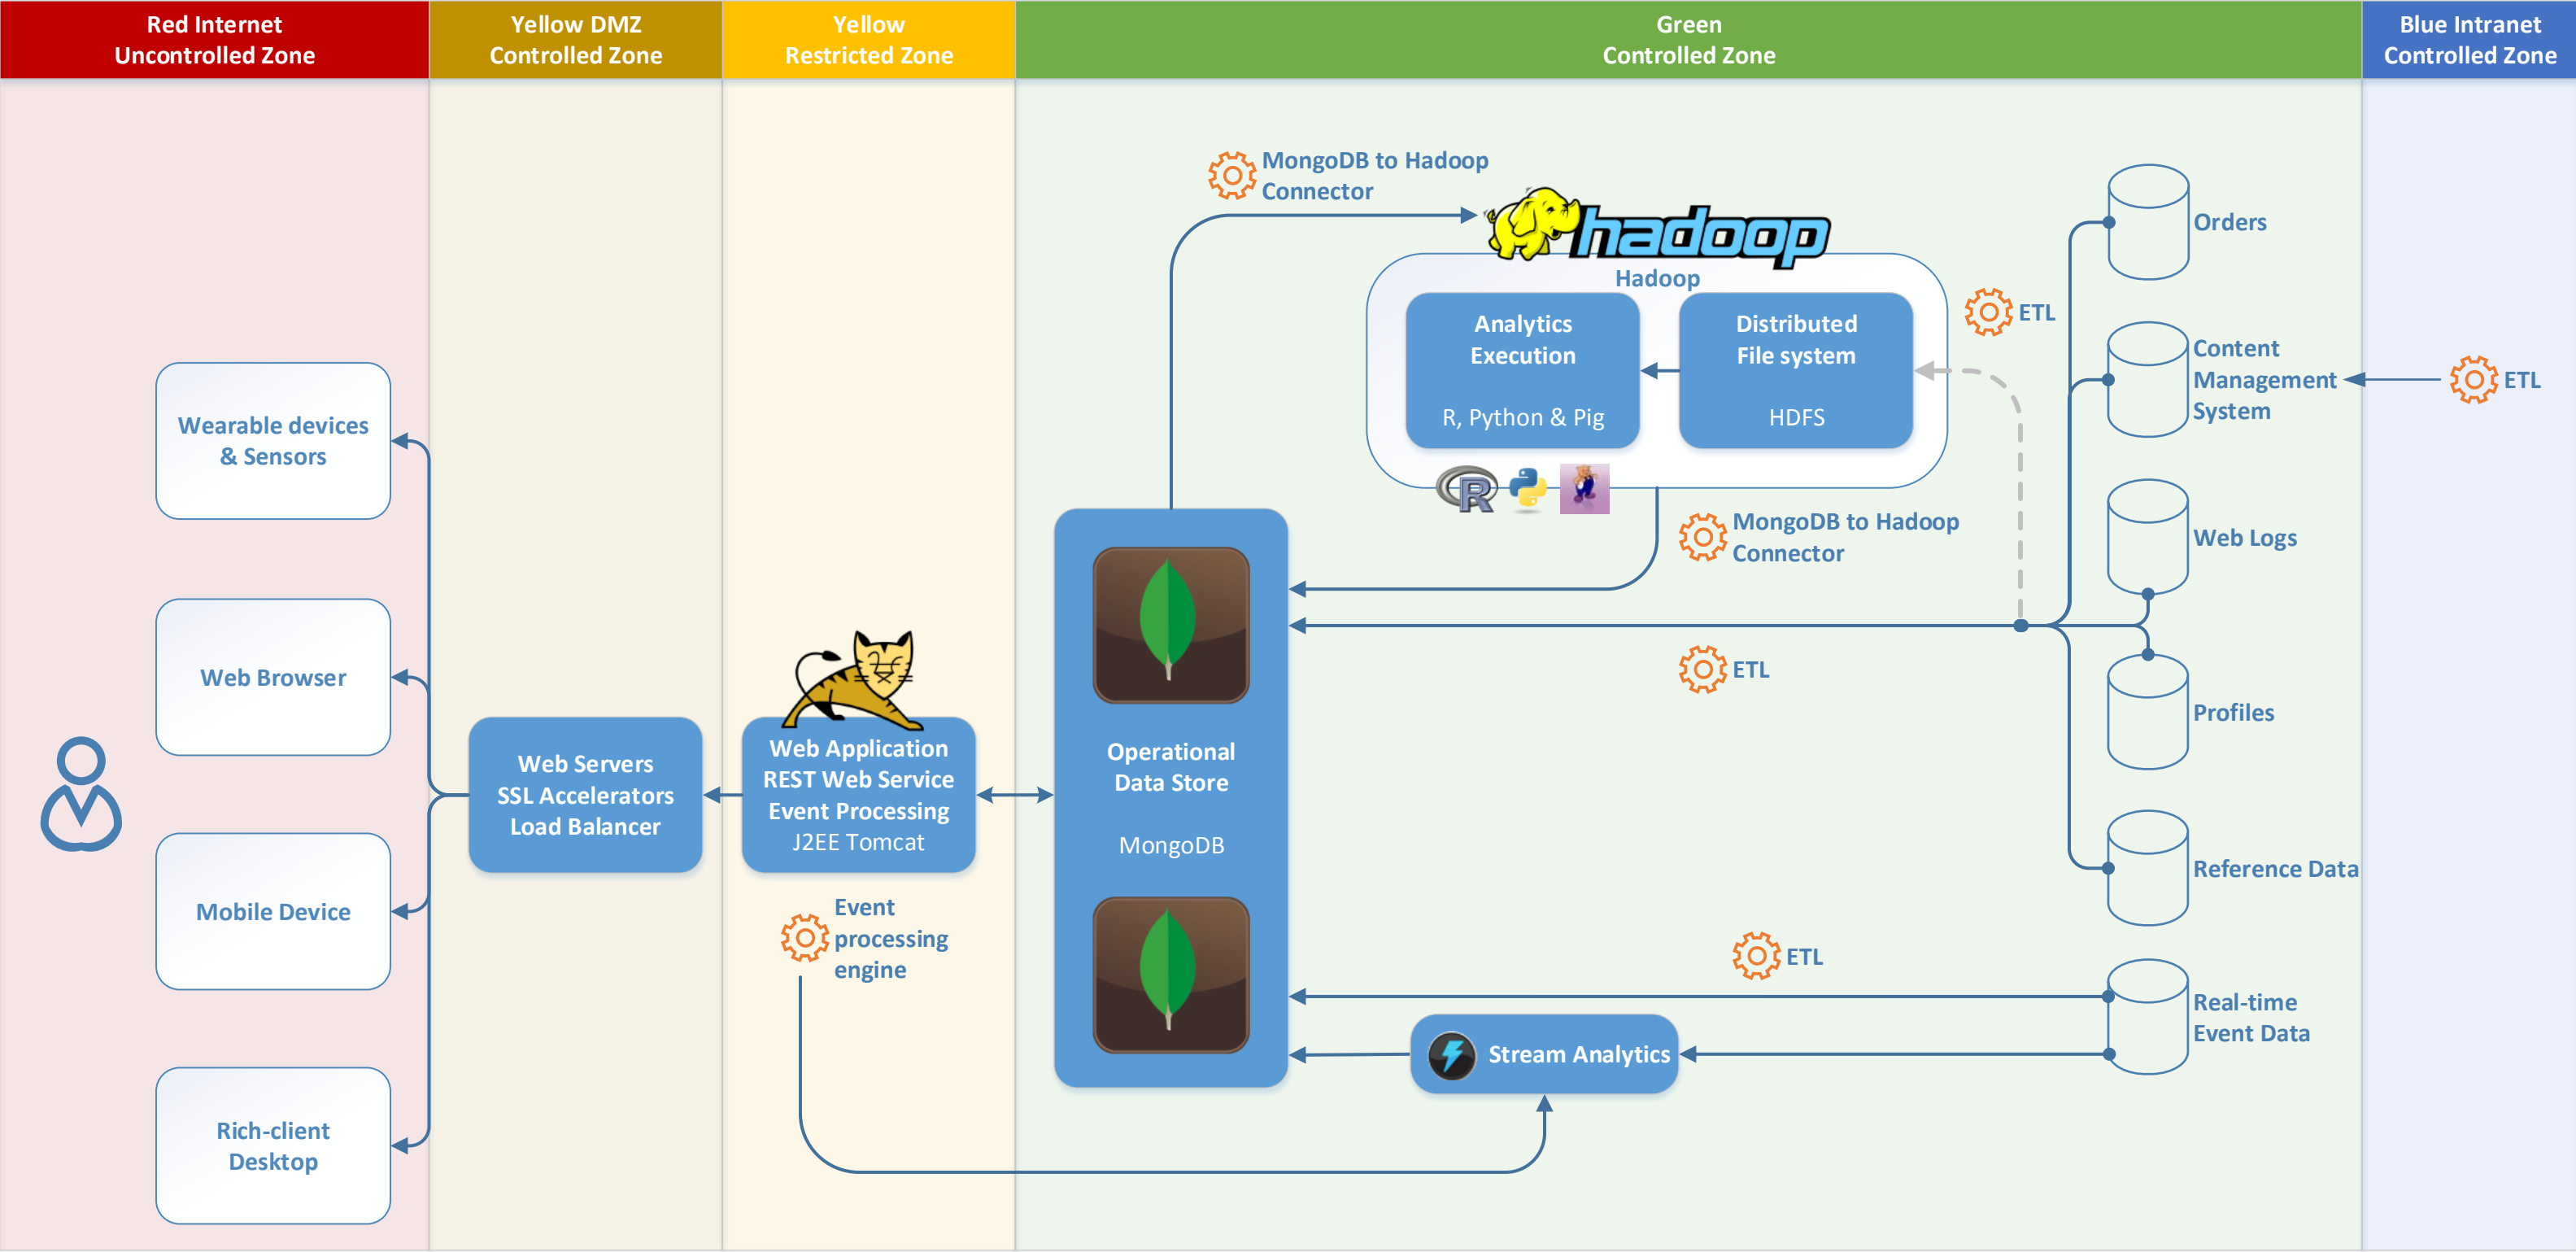 Red Internet
Uncontrolled Zone
Yellow DMZ
Controlled Zone
Yellow
Restricted Zone
Green
Controlled Zone
Blue Intranet
Controlled Zone
MongoDB to Hadoop
Connector
hadoop
Hadoop
Analytics
Execution
R, Python & Pig
Distributed
File system
HDFS
R
ETL
Orders
Content
Management
System
ETL
Web Logs
MongoDB to Hadoop
Connector
ETL
Profiles
Reference Data
ETL
Real-time
Event Data
Stream Analytics
Operational
Data Store
MongoDB
Web Application
REST Web Service
Event Processing
J2EE Tomcat
Event
processing
engine
Web Servers
SSL Accelerators
Load Balancer
Wearable devices
& Sensors
Web Browser
Mobile Device
Rich-client
Desktop